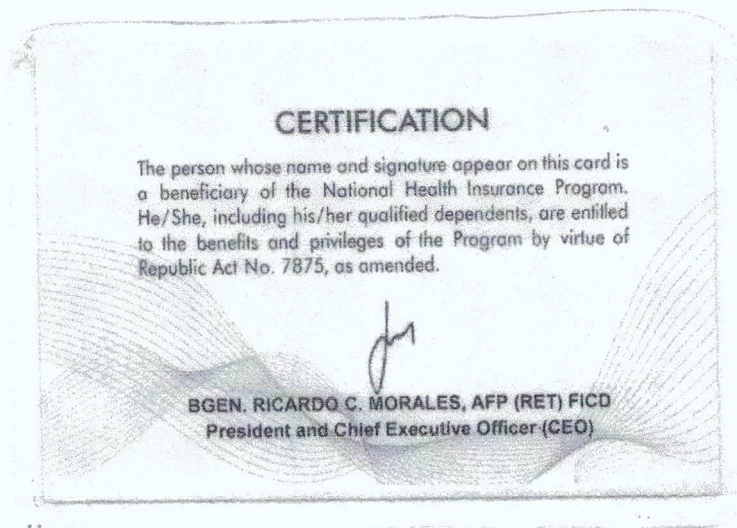 CERTIFICATION
The person whose name and signature appear on this card is
a beneficiary of the National Health Insurance Program.
He/She, including his/her qualified dependents, are entitled
to the benefits and privileges of the Program by virtue of
Republic Act No. 7875, as amended.
BGEN. RICARDO C. MORALES, AFP (RET) FICD
President and Chief Executive Officer (CEO)